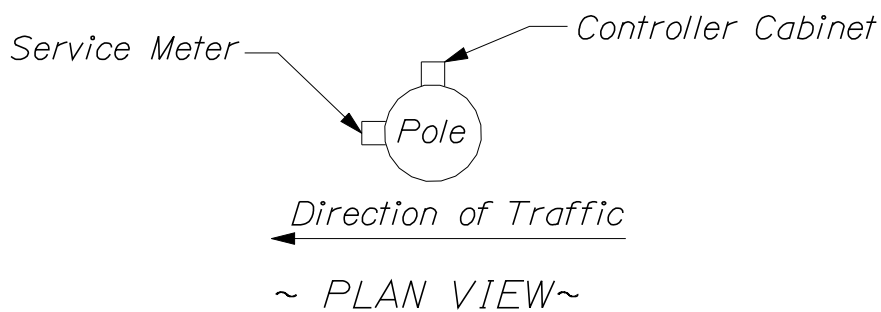 Controller Cabinet
Service Meter
Pole
Direction of Traffic
~ PLAN VIEW~